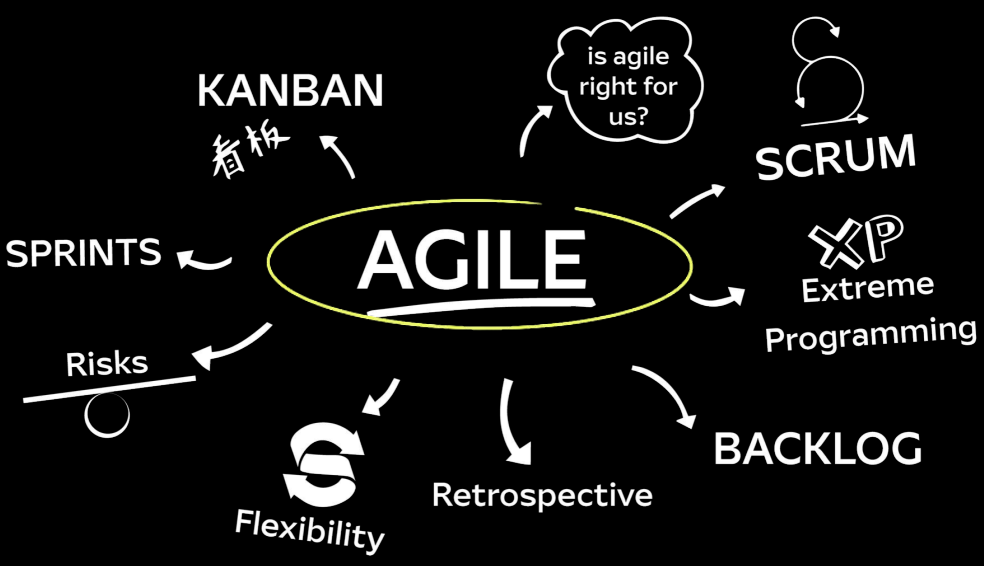 KANBAN
看板
is agile
right for
us?
SCRUM
SPRINTS
AGILE
XP
Extreme
Programming
Risks
Flexibility
Retrospective
BACKLOG